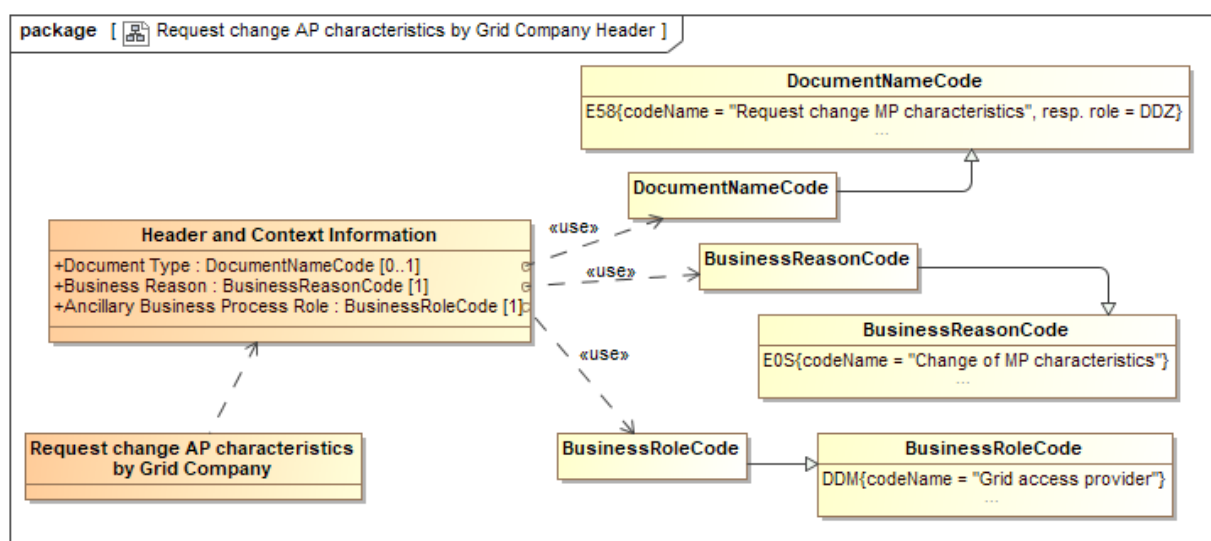 package [ Request change AP characteristics by Grid Company Header ]
DocumentNameCode
E58{codeName = "Request change MP characteristics", resp. role = DDZ}
...
DocumentNameCode
«use»
Header and Context Information
+Document Type : DocumentNameCode [0..1]
+Business Reason : BusinessReasonCode [1]
+Ancillary Business Process Role : BusinessRoleCode [1]
«use»
BusinessReasonCode
BusinessReasonCode
E0S{codeName = "Change of MP characteristics"}
...
«use»
Request change AP characteristics
by Grid Company
BusinessRoleCode
BusinessRoleCode
DDM{codeName = "Grid access provider"}
...